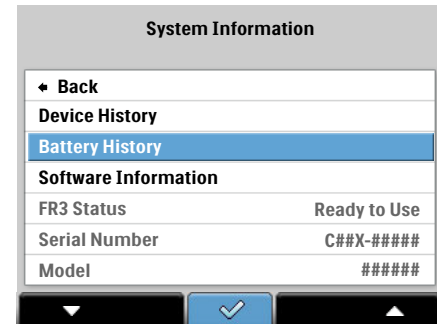 System Information
Back
Device History
Battery History
Software Information
FR3 Status Ready to Use
Serial Number C##X-#####
Model ######